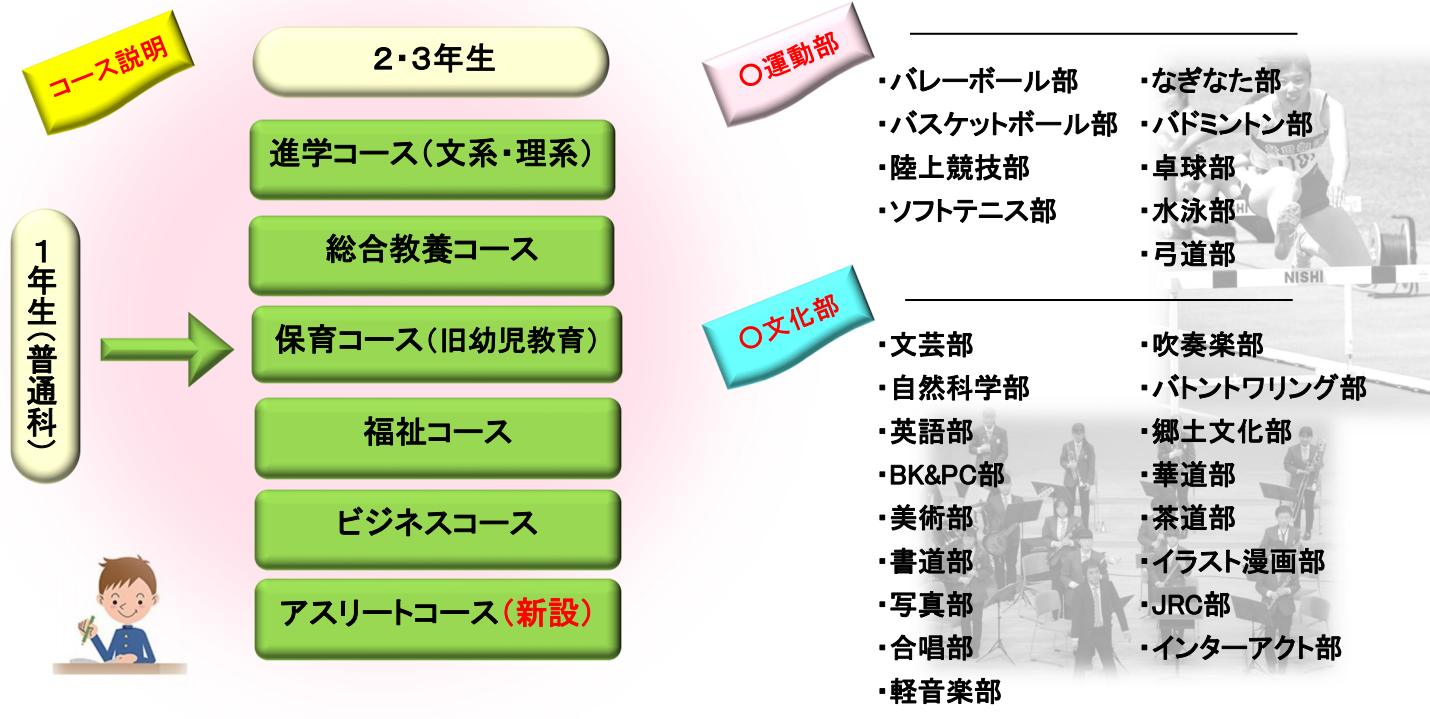 コース説明
2・3年生
進学コース（文系・理系）
総合教養コース
保育コース（旧幼児教育）
福祉コース
ビジネスコース
アスリートコース（新設）
1年生（普通科）
〇運動部
・バレーボール部
・バスケットボール部
・陸上競技部
・ソフトテニス部
・なぎなた部
・バドミントン部
・卓球部
・水泳部
・弓道部
NISHI
〇文化部
・文芸部
・自然科学部
・英語部
・BK&PC部
・美術部
・書道部
・写真部
・合唱部
・軽音楽部
・吹奏楽部
・バトントワリング部
・郷土文化部
・華道部
・茶道部
・イラスト漫画部
・JRC部
・インターアクト部